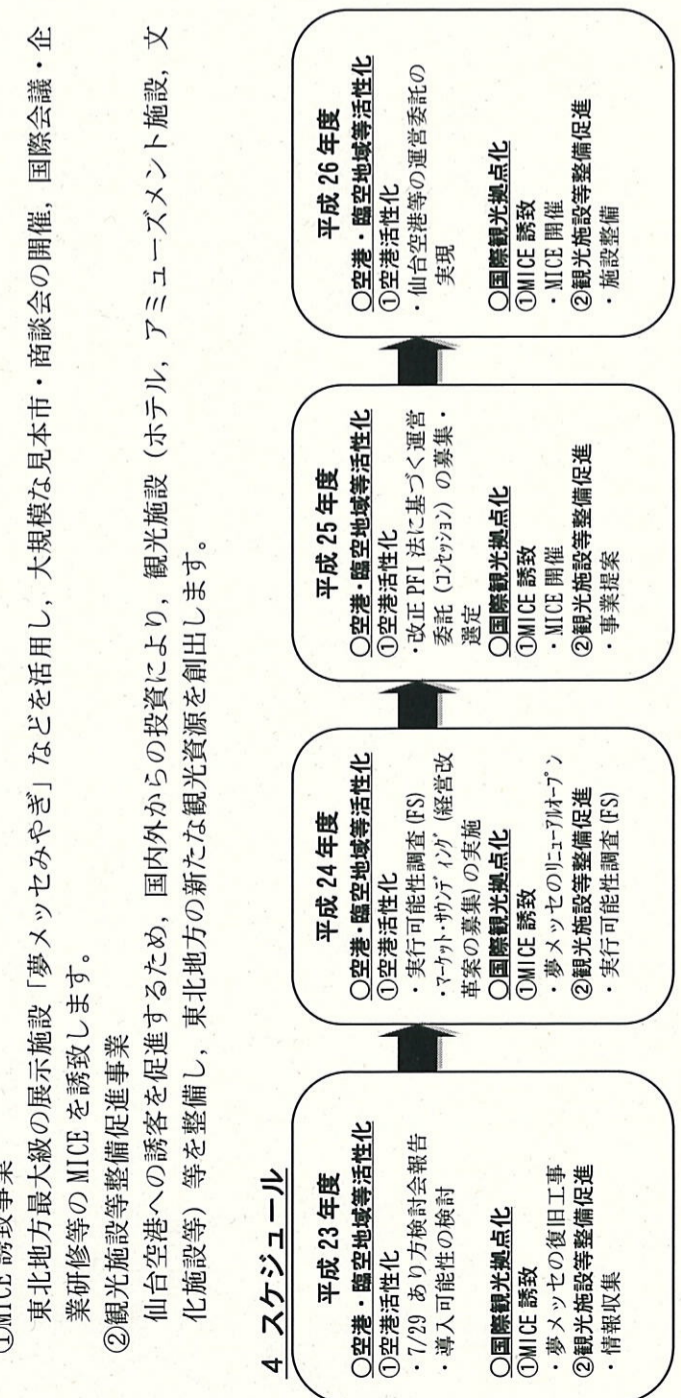 ①MICE 誘致事業
東北地方最大級の展示施設「夢メッセみやぎ」などを活用し，大規模な見本市・商談会の開催，国際会議・企
業研修等の MICE を誘致します。
②観光施設等整備促進事業
仙台空港への誘客を促進するため，国内外からの投資により，観光施設（ホテル，アミューズメント施設，文
化施設等）等を整備し，東北地方の新たな観光資源を創出します。
4 スケジュール
平成 23 年度
○空港・臨空地域等活性化
①空港活性化
・7/29 あり方検討会報告
・導入可能性の検討
○国際観光拠点化
①MICE 誘致
・夢メッセの復旧工事
②観光施設等整備促進
・情報収集
平成 24 年度
○空港・臨空地域等活性化
①空港活性化
・実行可能性調査(FS)
・マーケット・サウンディング（経営改
革案の募集）の実施
○国際観光拠点化
①MICE 誘致
・夢メッセのリニューアルオープン
②観光施設等整備促進
・実行可能性調査(FS)
平成 25 年度
○空港・臨空地域等活性化
①空港活性化
・改正 PFI 法に基づく運営
委託（コンセッション）の募集・
選定
○国際観光拠点化
①MICE 誘致
・MICE 開催
②観光施設等整備促進
・事業提案
平成 26 年度
○空港・臨空地域等活性化
①空港活性化
・仙台空港等の運営委託の
実現
○国際観光拠点化
①MICE 誘致
・MICE 開催
②観光施設等整備促進
・施設整備